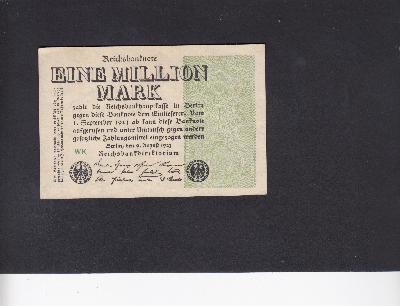 Reichsbanknote
EINE MILLION
MARK
zahlt die Reichsbankhauptkasse in Berlin
gegen diese Banknote dem Einlieferer. Vom
1. September 1923 ab kann diese Banknote
aufgerufen und unter Umtausch gegen andere
gesetzliche Zahlungsmittel eingezogen werden
Berlin, den 9. August 1923
WK Reichsbankdirektorium